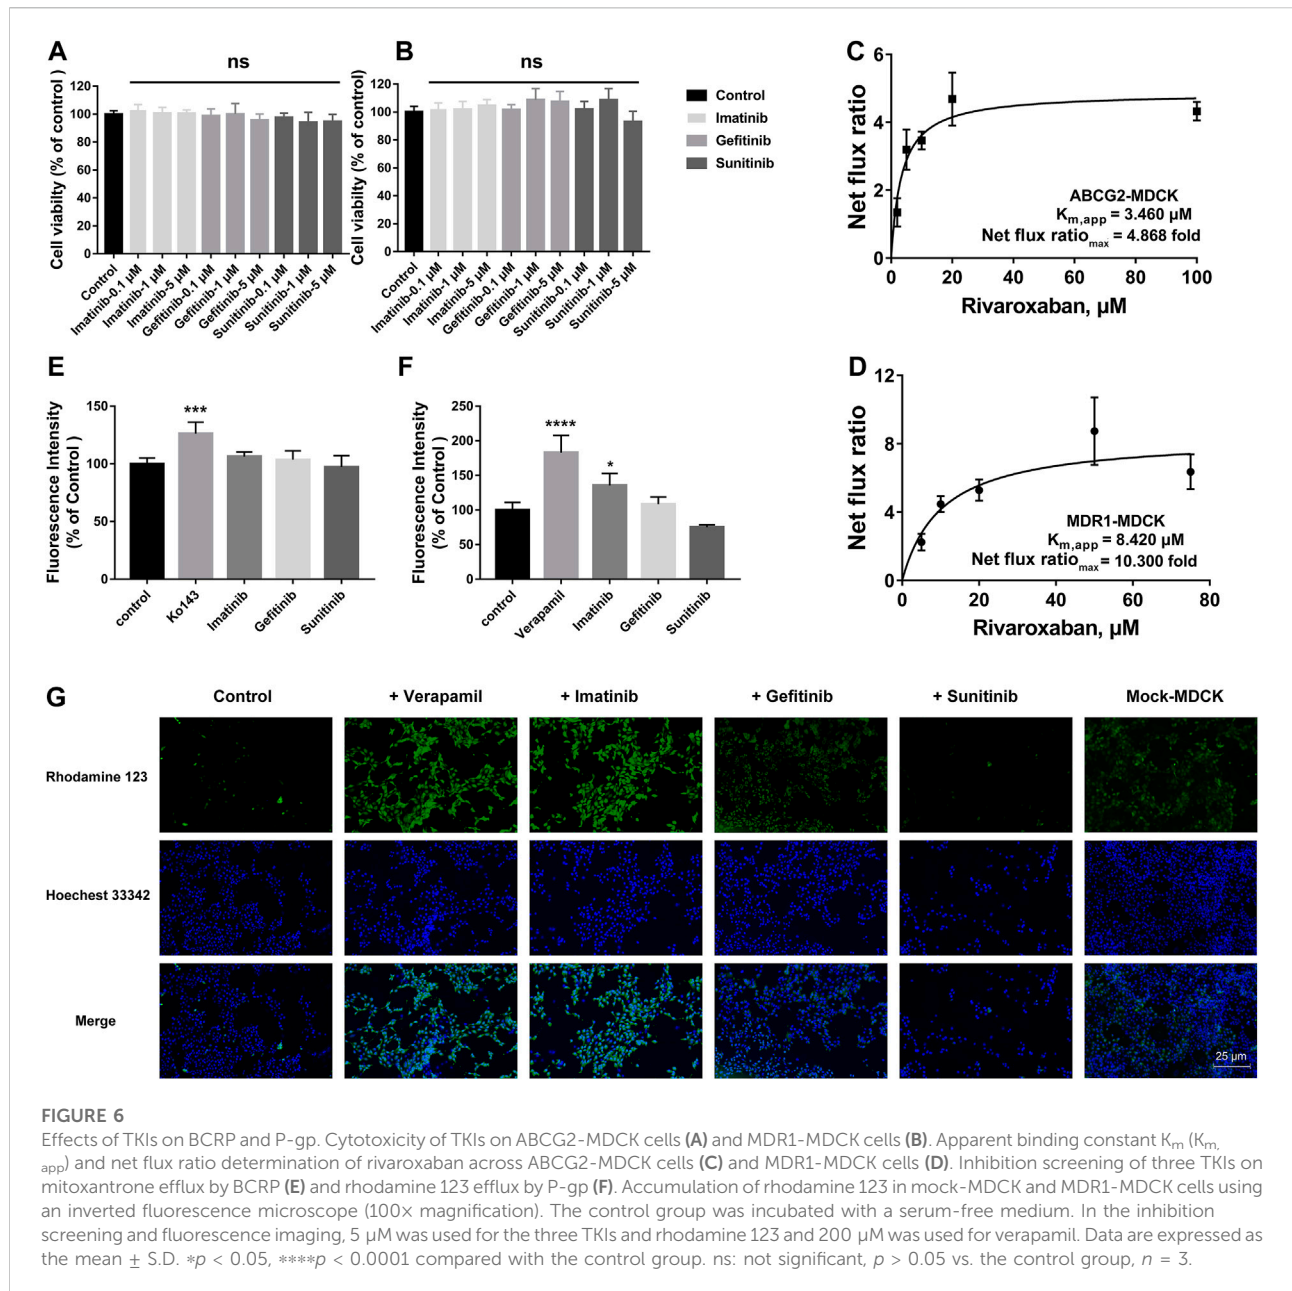 A
ns
Cell viabilty (% of control )
120
100
80
60
40
20
0
Control
Imatinib-0.1 μM
Imatinib-1 μM
Imatinib-5 μM
Gefitinib-0.1 μM
Gefitinib-1 μM
Gefitinib-5 μM
Sunitinib-0.1 μM
Sunitinib-1 μM
Sunitinib-5 μM
B
ns
Cell viability (% of control)
120
100
80
60
40
20
0
Control
Imatinib-0.1 μM
Imatinib-1 μM
Imatinib-5 μM
Gefitinib-0.1 μM
Gefitinib-1 μM
Gefitinib-5 μM
Sunitinib-0.1 μM
Sunitinib-1 μM
Sunitinib-5 μM
Control
Imatinib
Gefitinib
Sunitinib
C
Net flux ratio
6
4
2
0
ABCG2-MDCK
Km,app = 3.460 μM
Net flux ratiomax = 4.868 fold
0 20 40 60 80 100
Rivaroxaban, μM
E
Fluorescence Intensity
(% of Control )
150
100
50
0
***
control
Ko143
Imatinib
Gefitinib
Sunitinib
F
Fluorescence Intensity
(% of Control )
250
200
150
100
50
0
****
*
control
Verapamil
Imatinib
Gefitinib
Sunitinib
D
Net flux ratio
12
8
4
0
MDR1-MDCK
Km,app = 8.420 μM
Net flux ratiomax = 10.300 fold
0 20 40 60 80
Rivaroxaban, μM
G
Control + Verapamil + Imatinib + Gefitinib + Sunitinib Mock-MDCK
Rhodamine 123
Hoechest 33342
Merge
25 μm
FIGURE 6
Effects of TKIs on BCRP and P-gp. Cytotoxicity of TKIs on ABCG2-MDCK cells (A) and MDR1-MDCK cells (B). Apparent binding constant Km (Km,
app) and net flux ratio determination of rivaroxaban across ABCG2-MDCK cells (C) and MDR1-MDCK cells (D). Inhibition screening of three TKIs on
mitoxantrone efflux by BCRP (E) and rhodamine 123 efflux by P-gp (F). Accumulation of rhodamine 123 in mock-MDCK and MDR1-MDCK cells using
an inverted fluorescence microscope (100× magnification). The control group was incubated with a serum-free medium. In the inhibition
screening and fluorescence imaging, 5 μM was used for the three TKIs and rhodamine 123 and 200 μM was used for verapamil. Data are expressed as
the mean ± S.D. *p < 0.05, ****p < 0.0001 compared with the control group. ns: not significant, p > 0.05 vs. the control group, n = 3.